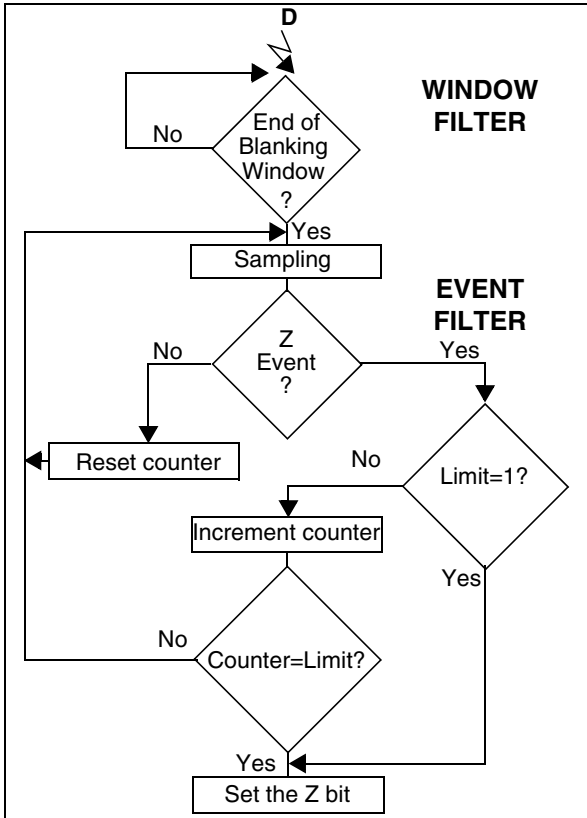 D
WINDOW
FILTER
No
End of
Blanking
Window
?
Yes
Sampling
EVENT
FILTER
No
Z
Event
?
Yes
Reset counter
No
Limit=1?
Increment counter
Yes
No
Counter=Limit?
Yes
Set the Z bit